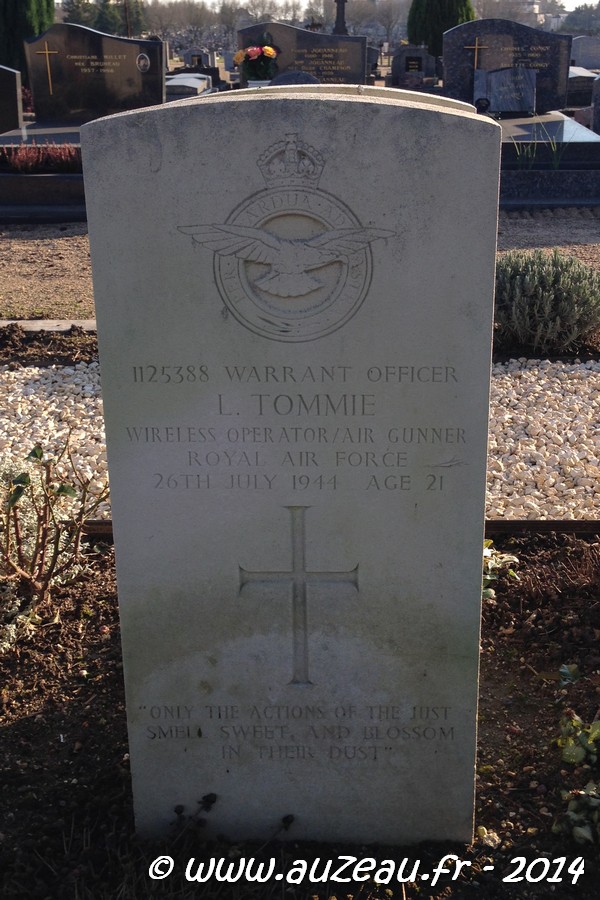 PER ARDUA AD ASTRA
1125388 WARRANT OFFICER
L. TOMMIE
WIRELESS OPERATOR/AIR GUNNER
ROYAL AIR FORCE
26TH JULY 1944 AGE 21
"ONLY THE ACTIONS OF THE JUST
SMELL SWEET, AND BLOSSOM
IN THEIR DUST"
© www.auzeau.fr - 2014